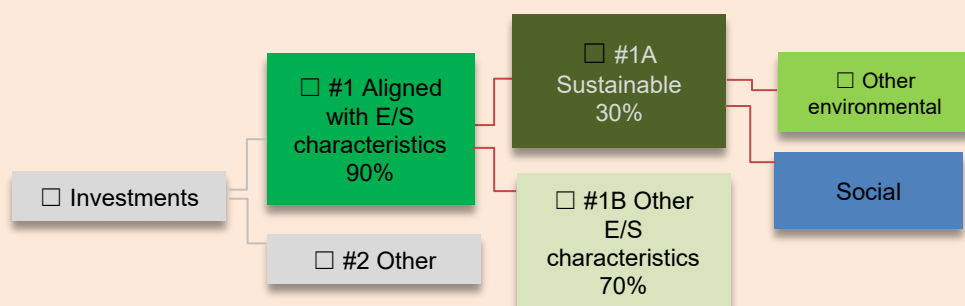 ☐ Investments
☐ #1 Aligned
with E/S
characteristics
90%
☐ #2 Other
☐ #1A
Sustainable
30%
☐ #1B Other
E/S
characteristics
70%
☐ Other
environmental
Social